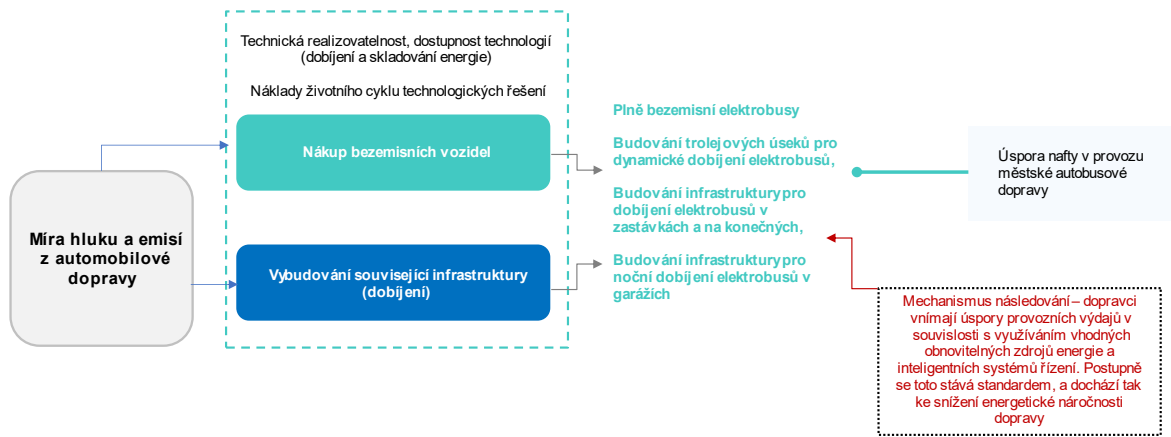 Technická realizovatelnost, dostupnost technologií
(dobíjení a skladování energie)
Náklady životního cyklu technologických řešení
Nákup bezemisních vozidel
Vybudování související infrastruktury
(dobíjení)
Míra hluku a emisí
z automobilové
dopravy
Plně bezemisní elektrobusy
Budování trolejových úseků pro
dynamické dobíjení elektrobusů,
Budování infrastruktury pro
dobíjení elektrobusů v
zastávkách a na konečných,
Budování infrastruktury pro
noční dobíjení elektrobusů v
garážích
Úspora nafty v provozu
městské autobusové
dopravy
Mechanismus následování – dopravci
vnímají úspory provozních výdajů v
souvislosti s využíváním vhodných
obnovitelných zdrojů energie a
inteligentních systémů řízení. Postupně
se toto stává standardem, a dochází tak
ke snížení energetické náročnosti
dopravy